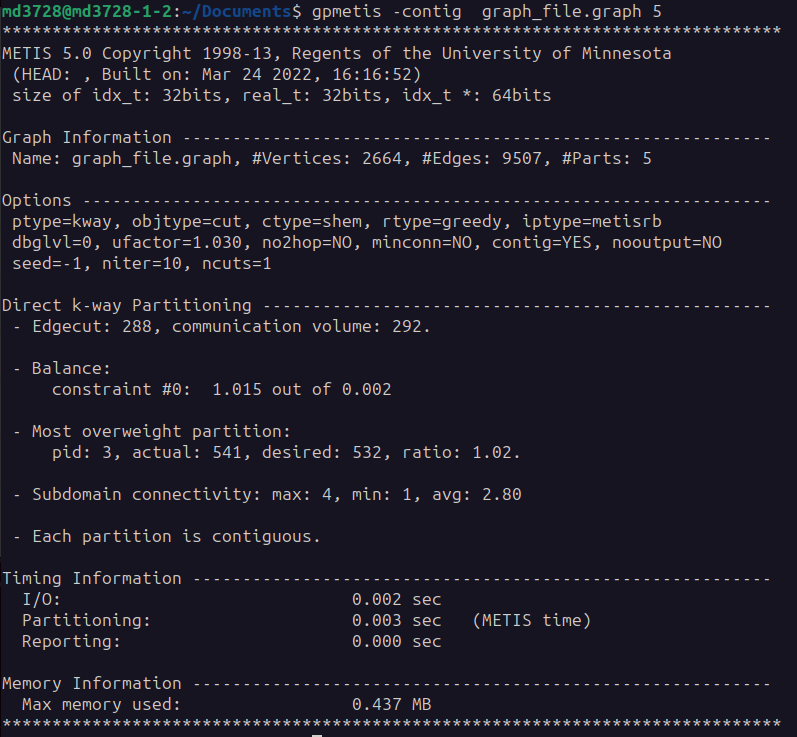 md3728@md3728-1-2:~/Documents$ gpmetis -contig  graph_file.graph 5
******************************************************************************
METIS 5.0 Copyright 1998-13, Regents of the University of Minnesota
 (HEAD: , Built on: Mar 24 2022, 16:16:52)
 size of idx_t: 32bits, real_t: 32bits, idx_t *: 64bits

Graph Information -----------------------------------------------------------
 Name: graph_file.graph, #Vertices: 2664, #Edges: 9507, #Parts: 5

Options ---------------------------------------------------------------------
 ptype=kway, objtype=cut, ctype=shem, rtype=greedy, iptype=metisrb
 dbglvl=0, ufactor=1.030, no2hop=NO, minconn=NO, contig=YES, nooutput=NO
 seed=-1, niter=10, ncuts=1

Direct k-way Partitioning ---------------------------------------------------
 - Edgecut: 288, communication volume: 292.

 - Balance:
     constraint #0:  1.015 out of 0.002

 - Most overweight partition:
     pid: 3, actual: 541, desired: 532, ratio: 1.02.

 - Subdomain connectivity: max: 4, min: 1, avg: 2.80

 - Each partition is contiguous.

Timing Information ----------------------------------------------------------
  I/O:                             0.002 sec
  Partitioning:                    0.003 sec   (METIS time)
  Reporting:                       0.000 sec

Memory Information ----------------------------------------------------------
  Max memory used:                 0.437 MB
******************************************************************************